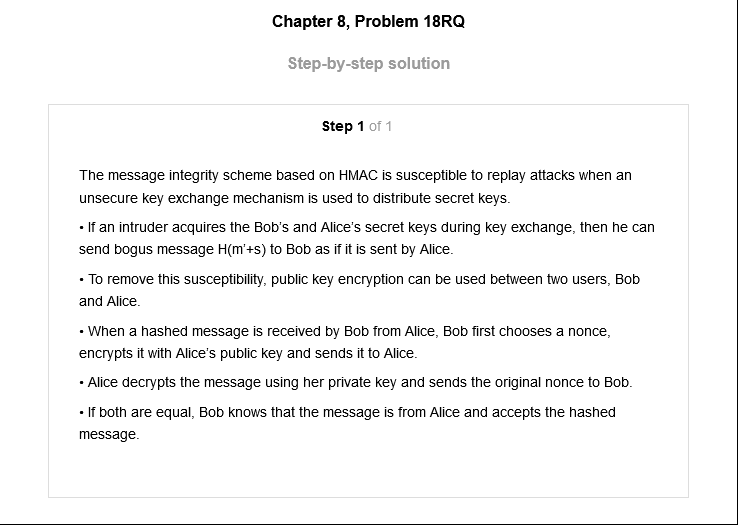 Chapter 8, Problem 18RQ
Step-by-step solution
Step 1 of 1
The message integrity scheme based on HMAC is susceptible to replay attacks when an
unsecure key exchange mechanism is used to distribute secret keys.
• If an intruder acquires the Bob's and Alice's secret keys during key exchange, then he can
send bogus message H(m'+s) to Bob as if it is sent by Alice.
• To remove this susceptibility, public key encryption can be used between two users, Bob
and Alice.
• When a hashed message is received by Bob from Alice, Bob first chooses a nonce,
encrypts it with Alice's public key and sends it to Alice.
• Alice decrypts the message using her private key and sends the original nonce to Bob.
• If both are equal, Bob knows that the message is from Alice and accepts the hashed
message.